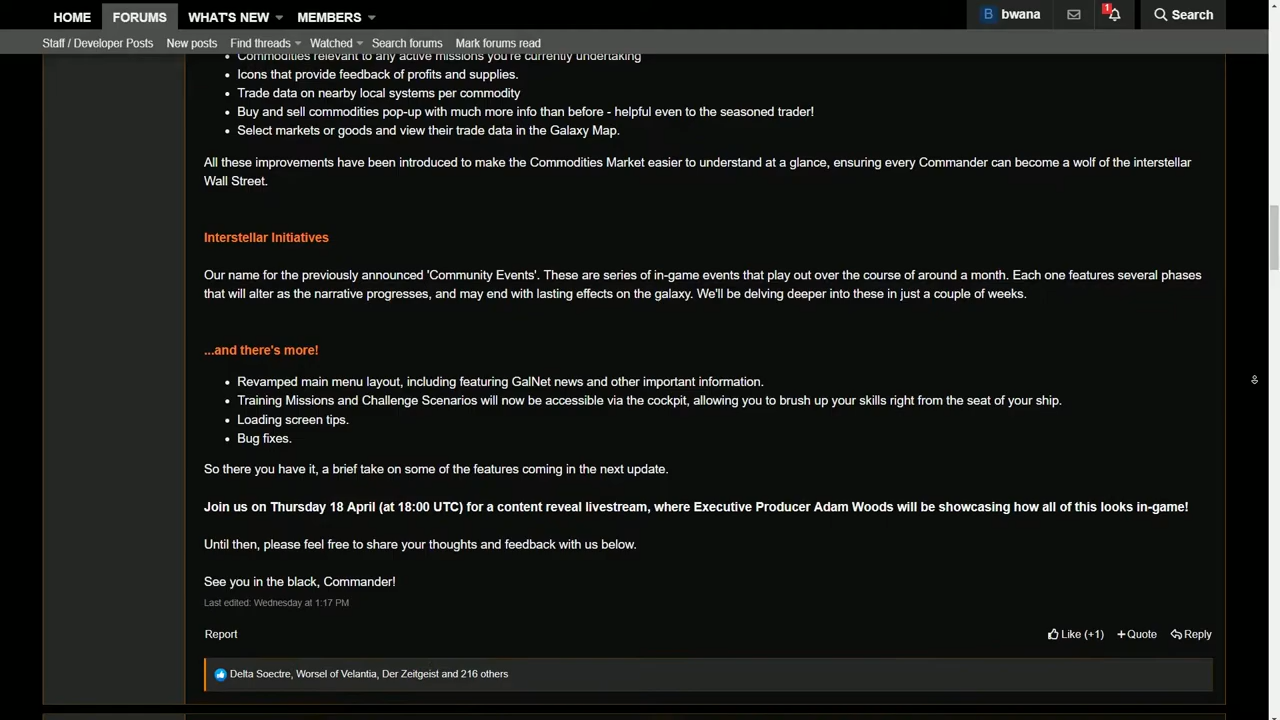 HOME FORUMS WHAT'S NEW MEMBERS B bwana 1 Search
Staff / Developer Posts New posts Find threads Watched Search forums Mark forums read
Commodities relevant to any active missions you're currently undertaking
Icons that provide feedback of profits and supplies.
Trade data on nearby local systems per commodity
Buy and sell commodities pop-up with much more info than before - helpful even to the seasoned trader!
Select markets or goods and view their trade data in the Galaxy Map.
All these improvements have been introduced to make the Commodities Market easier to understand at a glance, ensuring every Commander can become a wolf of the interstellar
Wall Street.
Interstellar Initiatives
Our name for the previously announced 'Community Events'. These are series of in-game events that play out over the course of around a month. Each one features several phases
that will alter as the narrative progresses, and may end with lasting effects on the galaxy. We'll be delving deeper into these in just a couple of weeks.
...and there's more!
Revamped main menu layout, including featuring GalNet news and other important information.
Training Missions and Challenge Scenarios will now be accessible via the cockpit, allowing you to brush up your skills right from the seat of your ship.
Loading screen tips.
Bug fixes.
So there you have it, a brief take on some of the features coming in the next update.
Join us on Thursday 18 April (at 18:00 UTC) for a content reveal livestream, where Executive Producer Adam Woods will be showcasing how all of this looks in-game!
Until then, please feel free to share your thoughts and feedback with us below.
See you in the black, Commander!
Last edited: Wednesday at 1:17 PM
Report Like (+1) +Quote Reply
Delta Soectre, Worsel of Velantia, Der Zeitgeist and 216 others